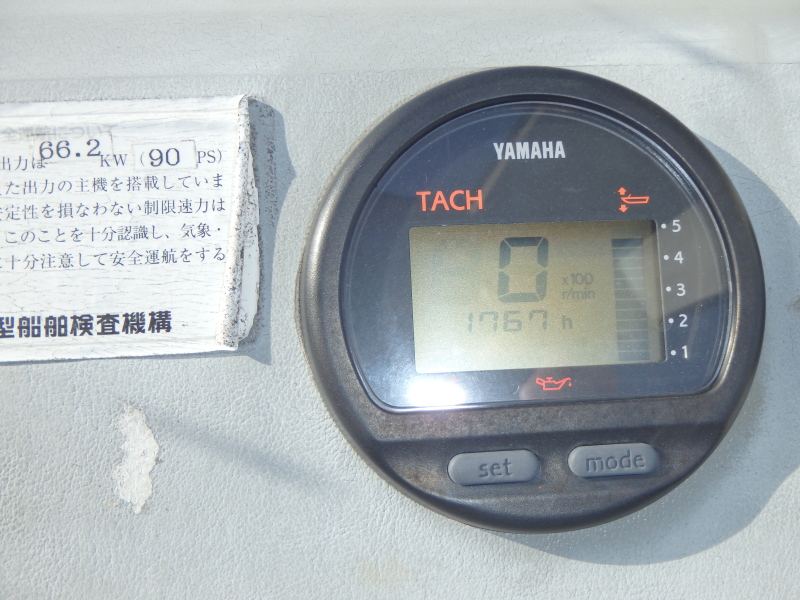 出力は 66.2 KW (90 PS)
た出力の主機を搭載していま
定性を損なわない制限速力は
このことを十分認識し、気象・
十分注意して安全運航をする
型船舶検査機構
YAMAHA
TACH
0 x100 r/min
1767 h
5
4
3
2
1
set
mode